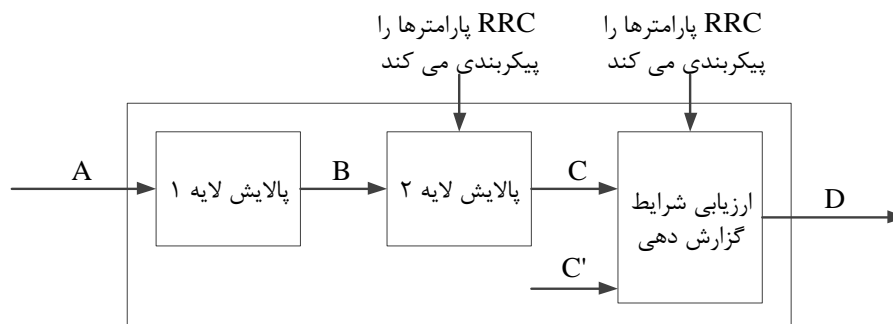 RRC پارامترها را
پیکربندی می کند
RRC پارامترها را
پیکربندی می کند
A
پالایش لایه ۱
B
پالایش لایه ۲
C
ارزیابی شرایط
گزارش دهی
D
C'